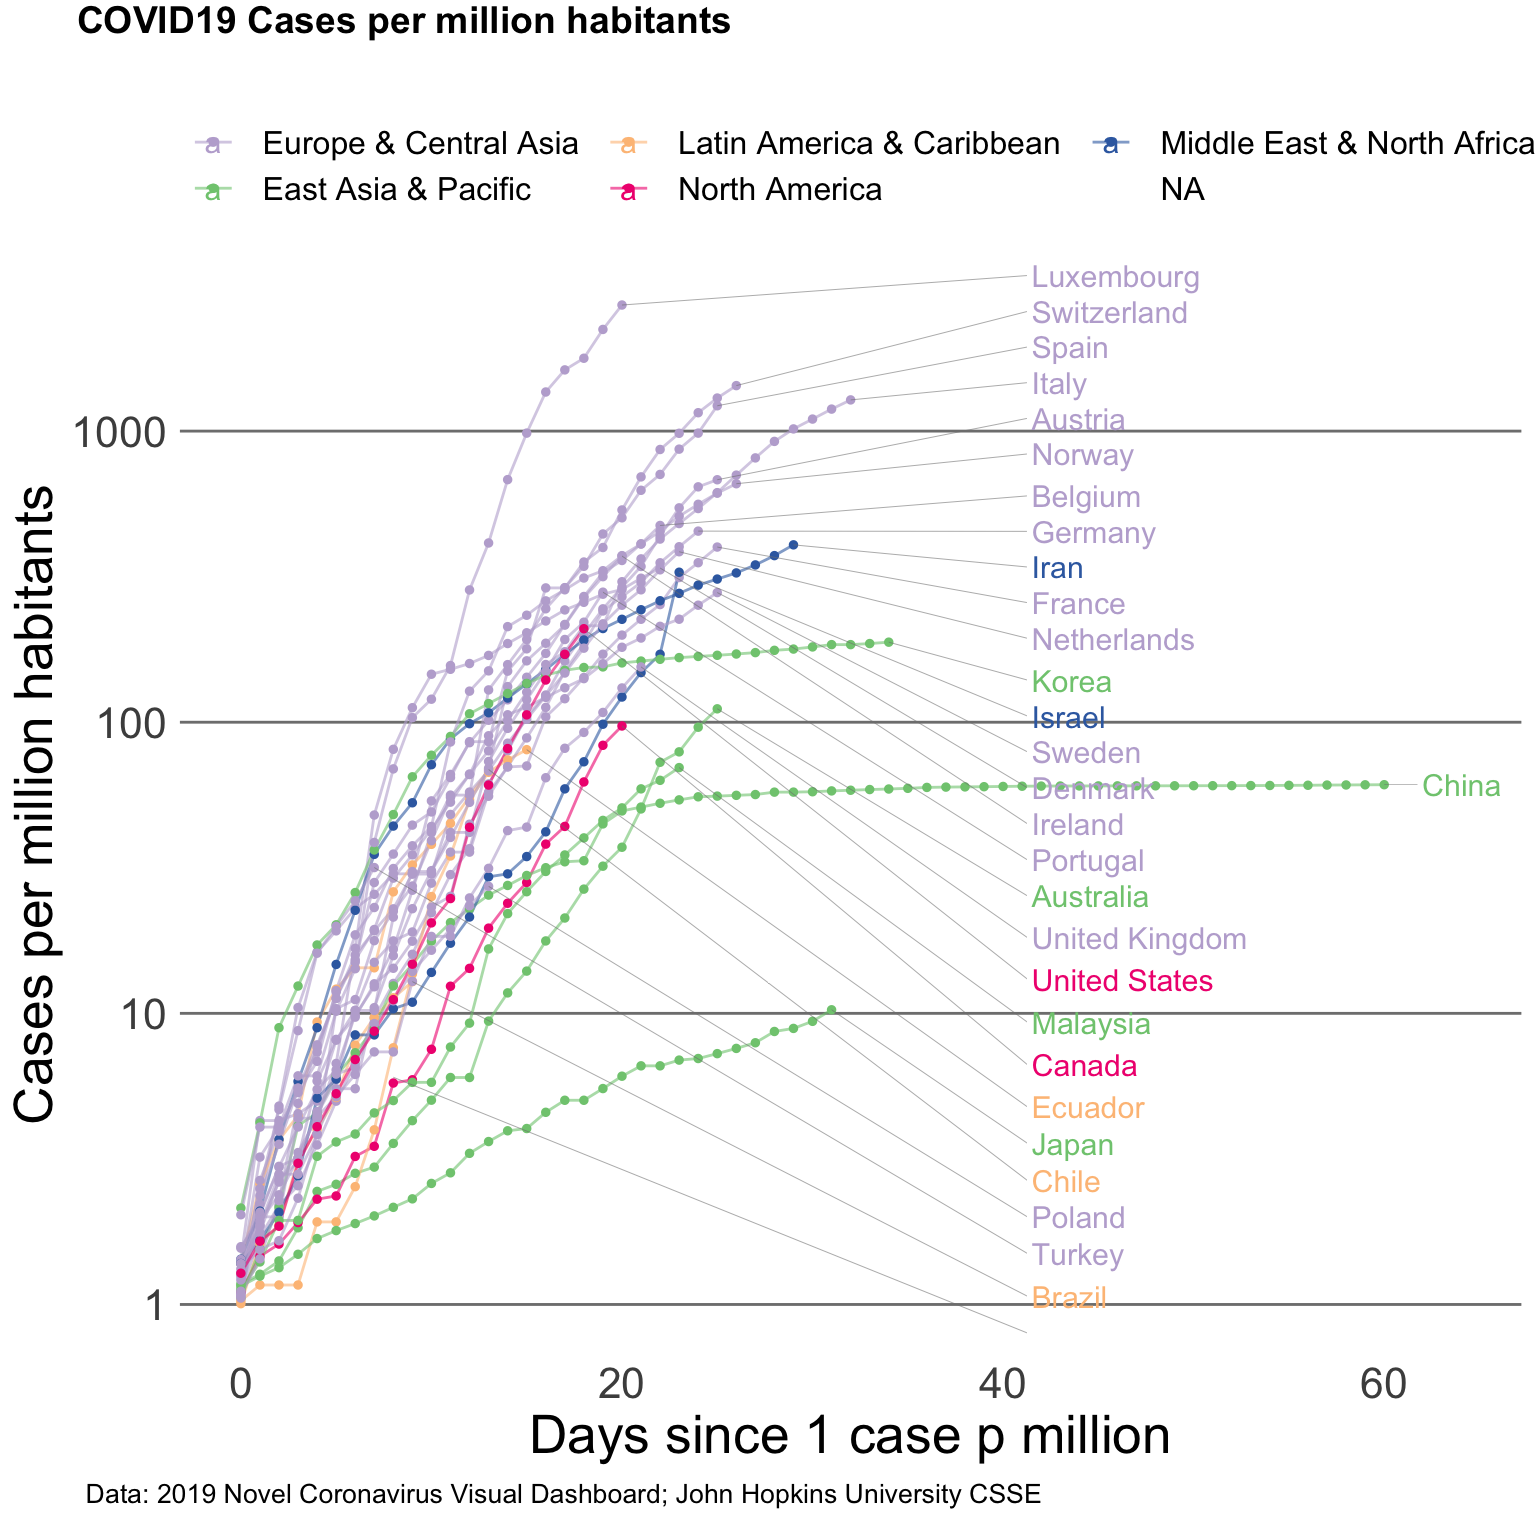 COVID19 Cases per million habitants
a Europe & Central Asia a Latin America & Caribbean a Middle East & North Africa
a East Asia & Pacific a North America NA
Luxembourg
Switzerland
Spain
Italy
Austria
1000
Norway
Belgium
Germany
Iran
France
Netherlands
Korea
Israel
100
Sweden
Denmark
China
Ireland
Portugal
Australia
United Kingdom
United States
10
Malaysia
Canada
Ecuador
Japan
Chile
Poland
Turkey
Brazil
1
0 20 40 60
Cases per million habitants
Days since 1 case p million
Data: 2019 Novel Coronavirus Visual Dashboard; John Hopkins University CSSE